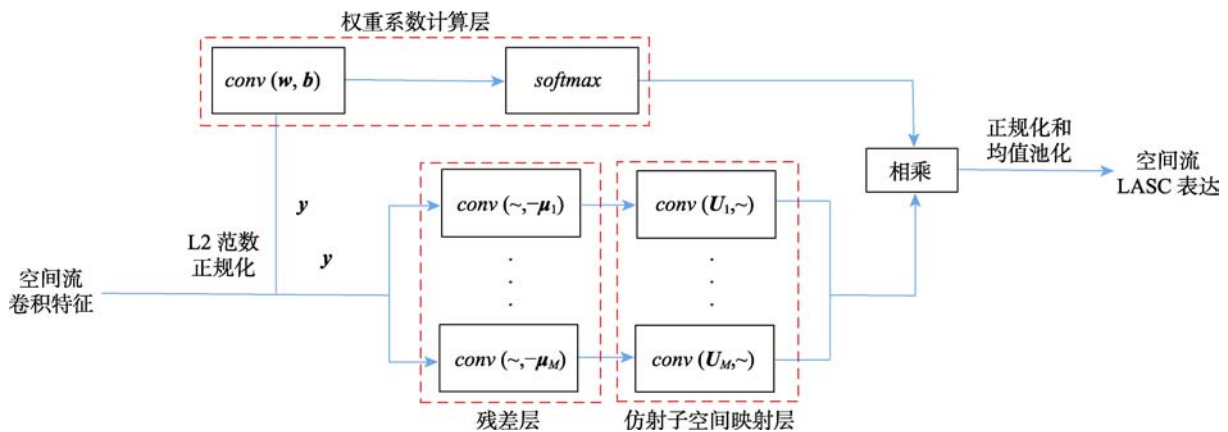 权重系数计算层
conv (w, b)
softmax
正规化和
均值池化
相乘
空间流
LASC 表达
y
y
L2 范数
正规化
空间流
卷积特征
conv (~,−μ₁)
conv (U₁,~)
·
·
·
·
·
·
conv (~,−μ_M)
conv (U_M,~)
残差层
仿射子空间映射层